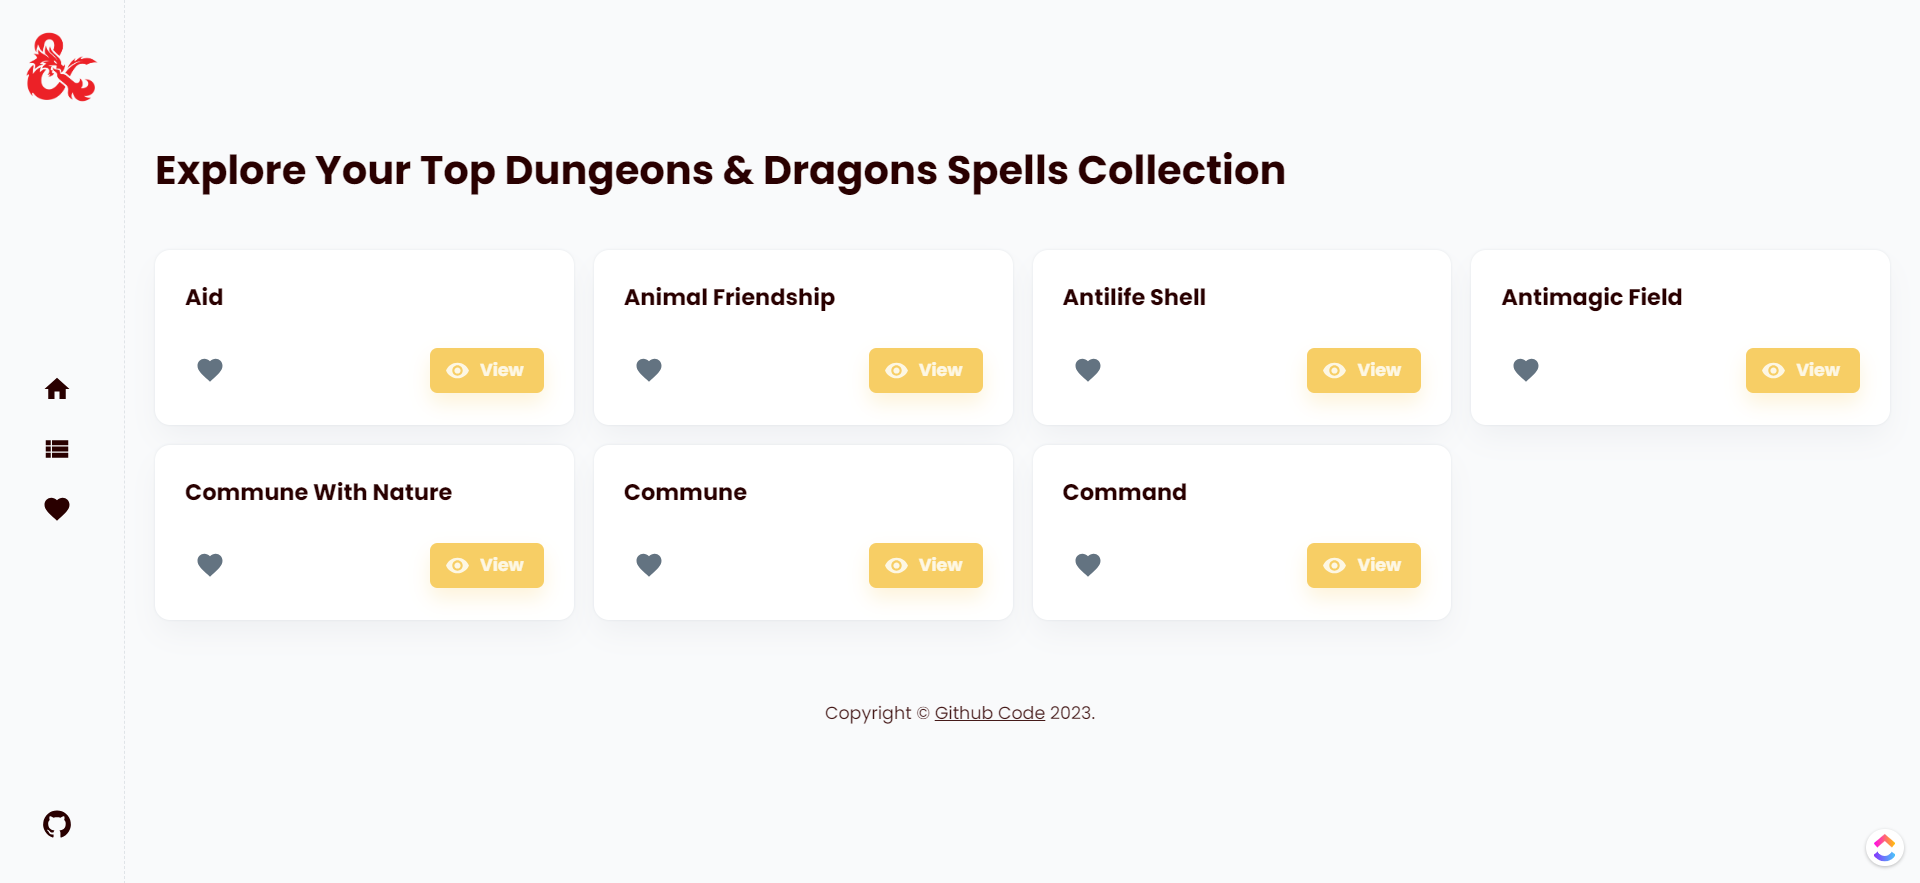 Explore Your Top Dungeons & Dragons Spells Collection
Aid
View
Animal Friendship
View
Antilife Shell
View
Antimagic Field
View
Commune With Nature
View
Commune
View
Command
View
Copyright © Github Code 2023.